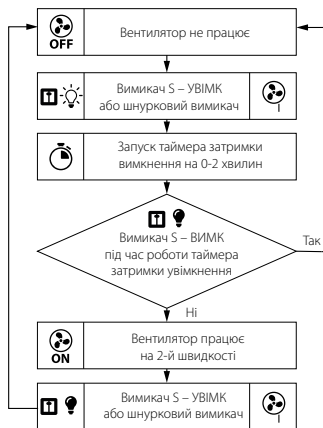 OFF
Вентилятор не працює
Вимикач S – УВІМК
або шнурковий вимикач
Запуск таймера затримки
вимкнення на 0-2 хвилин
Вимикач S – ВИМК
під час роботи таймера
затримки увімкнення
Так
Ні
ON
Вентилятор працює
на 2-й швидкості
Вимикач S – УВІМК
або шнурковий вимикач